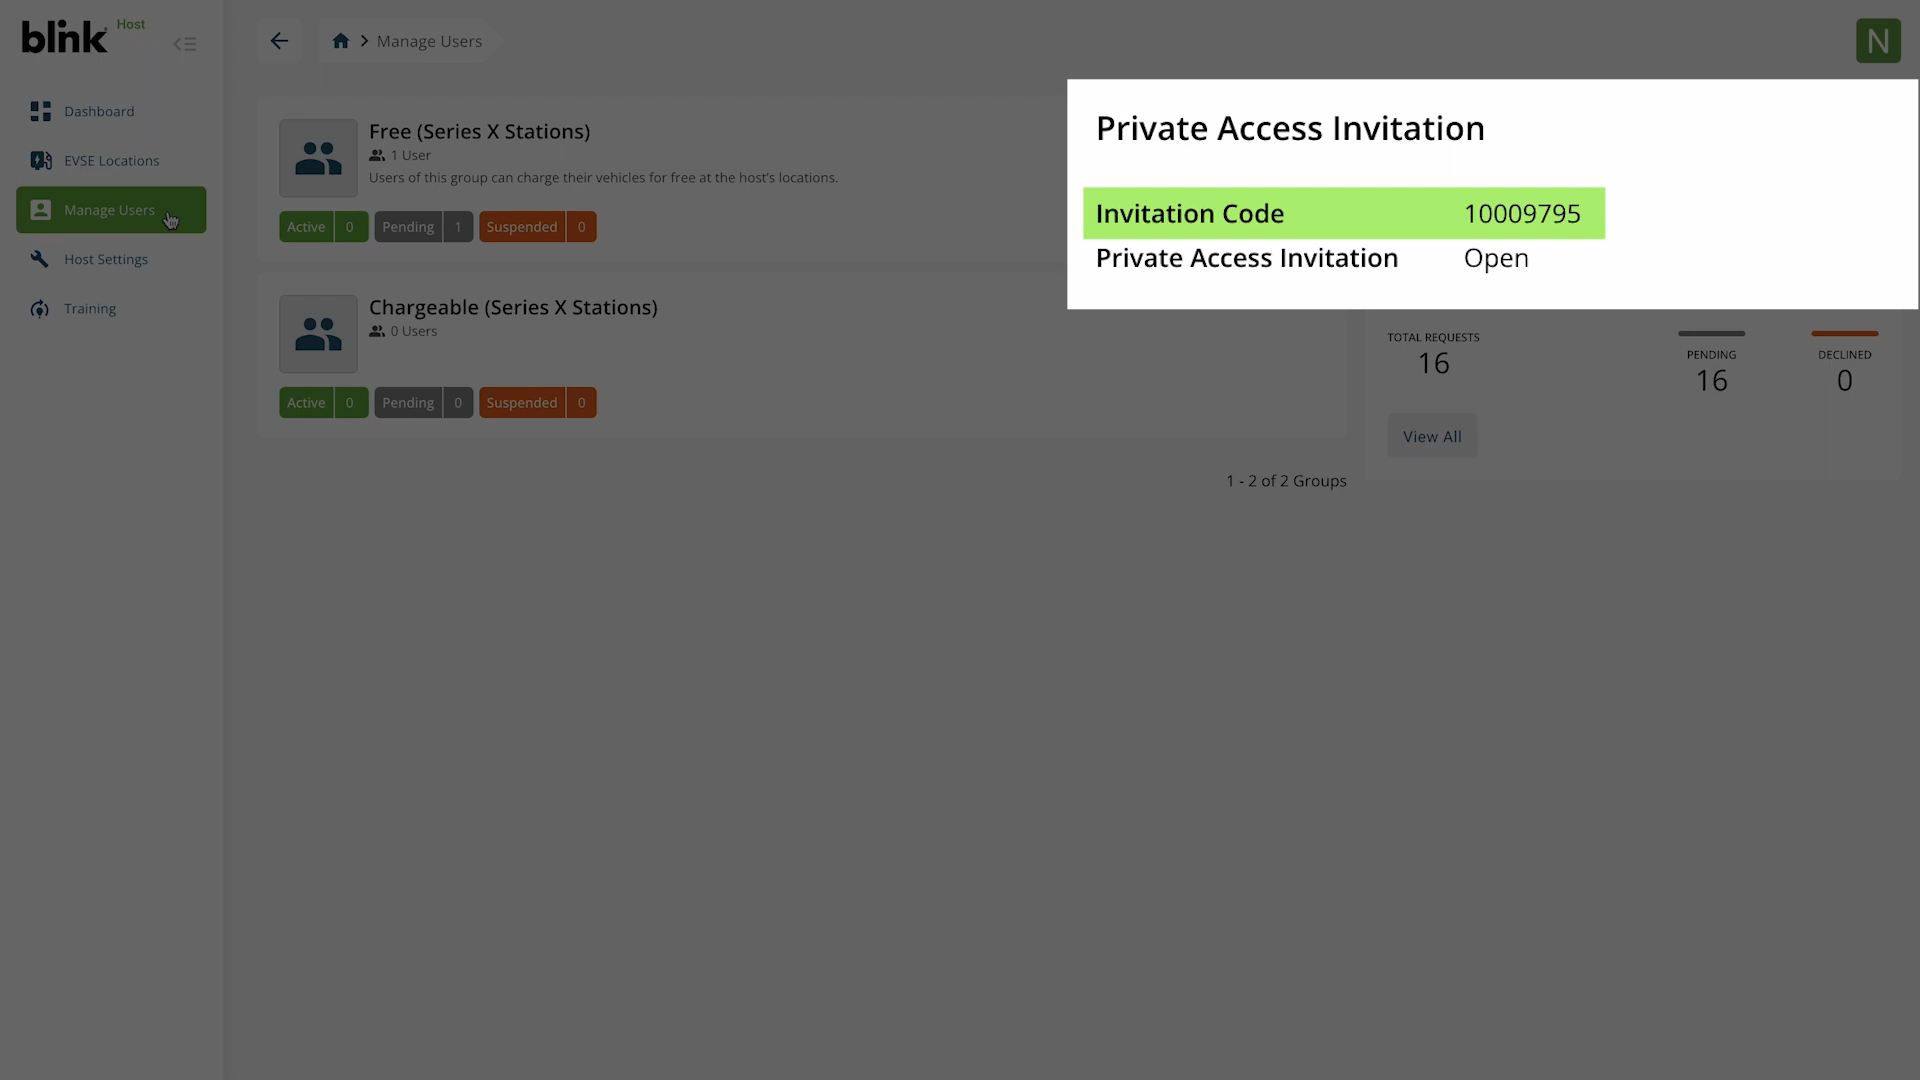 blink Host
Dashboard
EVSE Locations
Manage Users
Host Settings
Training
Manage Users
N
Free (Series X Stations)
1 User
Users of this group can charge their vehicles for free at the host's locations.
Active 0 Pending 1 Suspended 0
Chargeable (Series X Stations)
0 Users
Active 0 Pending 0 Suspended 0
1 - 2 of 2 Groups
Private Access Invitation
Invitation Code 10009795
Private Access Invitation Open
TOTAL REQUESTS
16
PENDING
16
DECLINED
0
View All